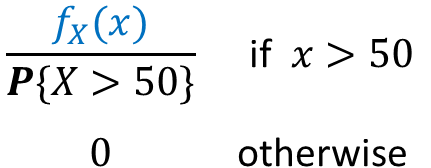 f_X(x)
P{X > 50} if x > 50
0 otherwise